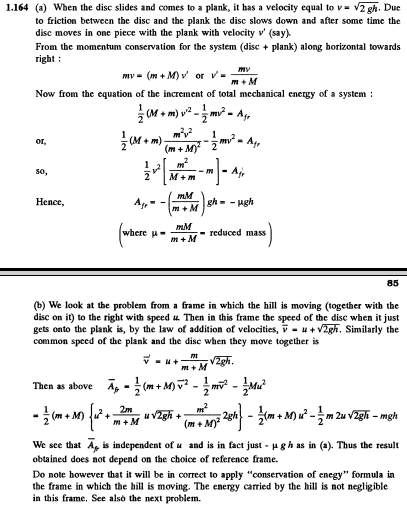 1.164 (a) When the disc slides and comes to a plank, it has a velocity equal to v = √2 gh. Due
to friction between the disc and the plank the disc slows down and after some time the
disc moves in one piece with the plank with velocity v' (say).
From the momentum conservation for the system (disc + plank) along horizontal towards
right :
mv = (m + M) v' or v' = mv / (m + M)
Now from the equation of the increment of total mechanical energy of a system :
1/2 (M + m) v'² − 1/2 mv² = A_fr
or, 1/2 (M + m) m²v² / (m + M)² − 1/2 mv² = A_fr
so, 1/2 v² [ m² / (M + m) − m ] = A_fr
Hence, A_fr = − ( mM / (m + M) ) gh = − μgh
( where μ = mM / (m + M) = reduced mass )
85
(b) We look at the problem from a frame in which the hill is moving (together with the
disc on it) to the right with speed u. Then in this frame the speed of the disc when it just
gets onto the plank is, by the law of addition of velocities, v̄ = u + √2gh. Similarly the
common speed of the plank and the disc when they move together is
v̄' = u + m / (m + M) √2gh.
Then as above Ā_fr = 1/2 (m + M) v̄'² − 1/2 mv̄² − 1/2 Mu²
= 1/2 (m + M) { u² + 2m / (m + M) u √2gh + m² / (m + M)² 2gh } − 1/2 (m + M) u² − 1/2 m 2u √2gh − mgh
We see that Ā_fr is independent of u and is in fact just − μ g h as in (a). Thus the result
obtained does not depend on the choice of reference frame.
Do note however that it will be in correct to apply “conservation of enegy” formula in
the frame in which the hill is moving. The energy carried by the hill is not negligible
in this frame. See also the next problem.